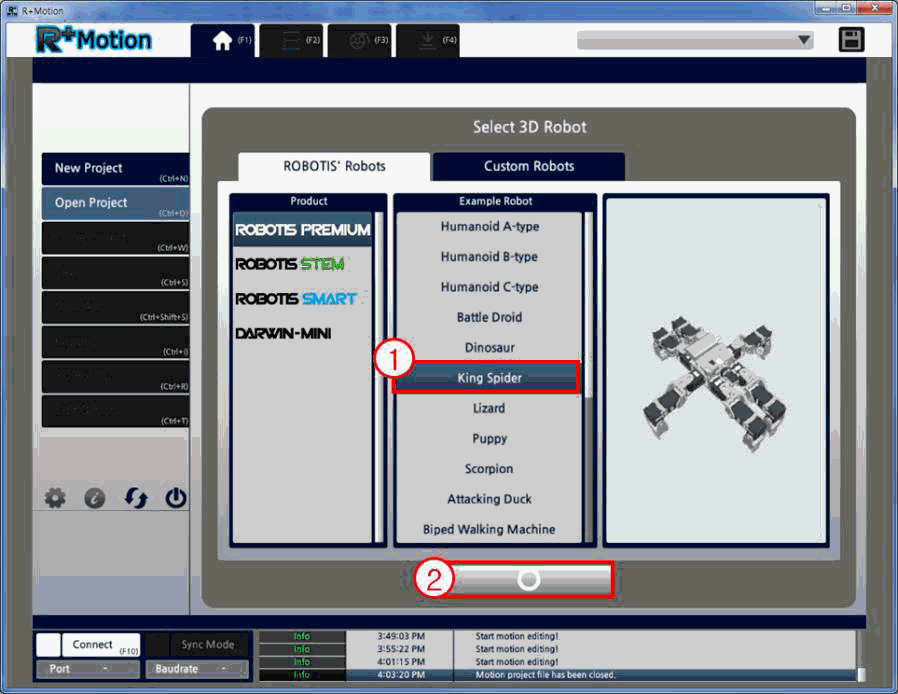 R+Motion
R+Motion
(F1)
(F2)
(F3)
(F4)
Select 3D Robot
New Project
(Ctrl+N)
Open Project
(Ctrl+O)
(Ctrl+W)
(Ctrl+S)
(Ctrl+Shift+S)
(Ctrl+I)
(Ctrl+R)
(Ctrl+T)
ROBOTIS' Robots
Custom Robots
Product
ROBOTIS PREMIUM
ROBOTIS STEM
ROBOTIS SMART
DARWIN-MINI
Example Robot
Humanoid A-type
Humanoid B-type
Humanoid C-type
Battle Droid
Dinosaur
1
King Spider
Lizard
Puppy
Scorpion
Attacking Duck
Biped Walking Machine
2
Connect (F10)
Sync Mode
Port -
Baudrate -
Info 3:49:03 PM Start motion editing!
Info 3:55:22 PM Start motion editing!
Info 4:01:15 PM Start motion editing!
Info 4:03:20 PM Motion project file has been closed.